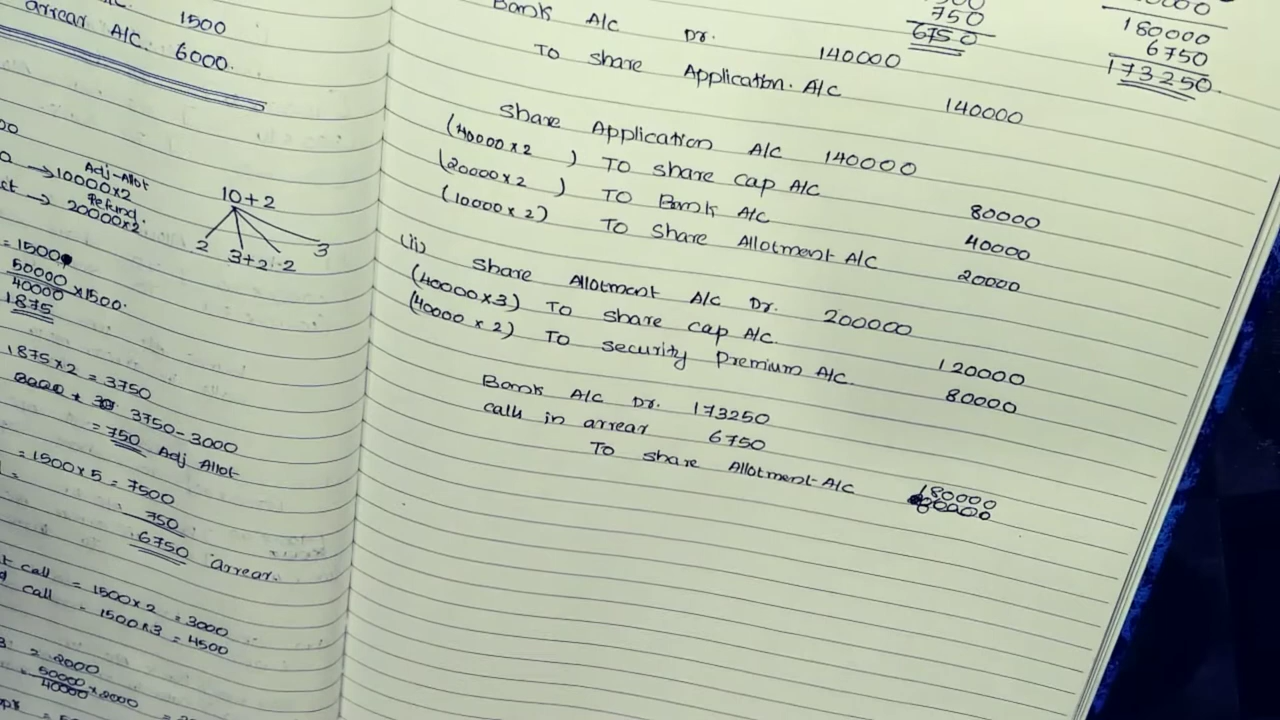 1500
arrear A/C. 6000.
Adj-Allot
→ 10000x2
Refund.
→ 20000x2
10+2
2 3+2 2 3
= 1500
50000
40000 x1500.
1875
1875x2 = 3750
3750-3000
= 750 Adj Allot
= 1500x5 = 7500
750
6750 arrear.
call = 1500x2 = 3000
call - 1500x3 = 4500
= 2000
50000
40000 x2000 =
750
6750
180000
6750
173250.
Bank A/C Dr. 140000
To share Application. A/C 140000
share Application A/C 140000
(40000x2 ) To share cap A/C 80000
(20000x2 ) To Bank A/C 40000
(10000x2) To share Allotment A/C 20000
(ii) share Allotment A/C Dr. 200000
(40000x3) To share cap A/C. 120000
(40000x2) To security Premium A/C. 80000
Bank A/C Dr. 173250
calls in arrear 6750
To share Allotment A/C 180000